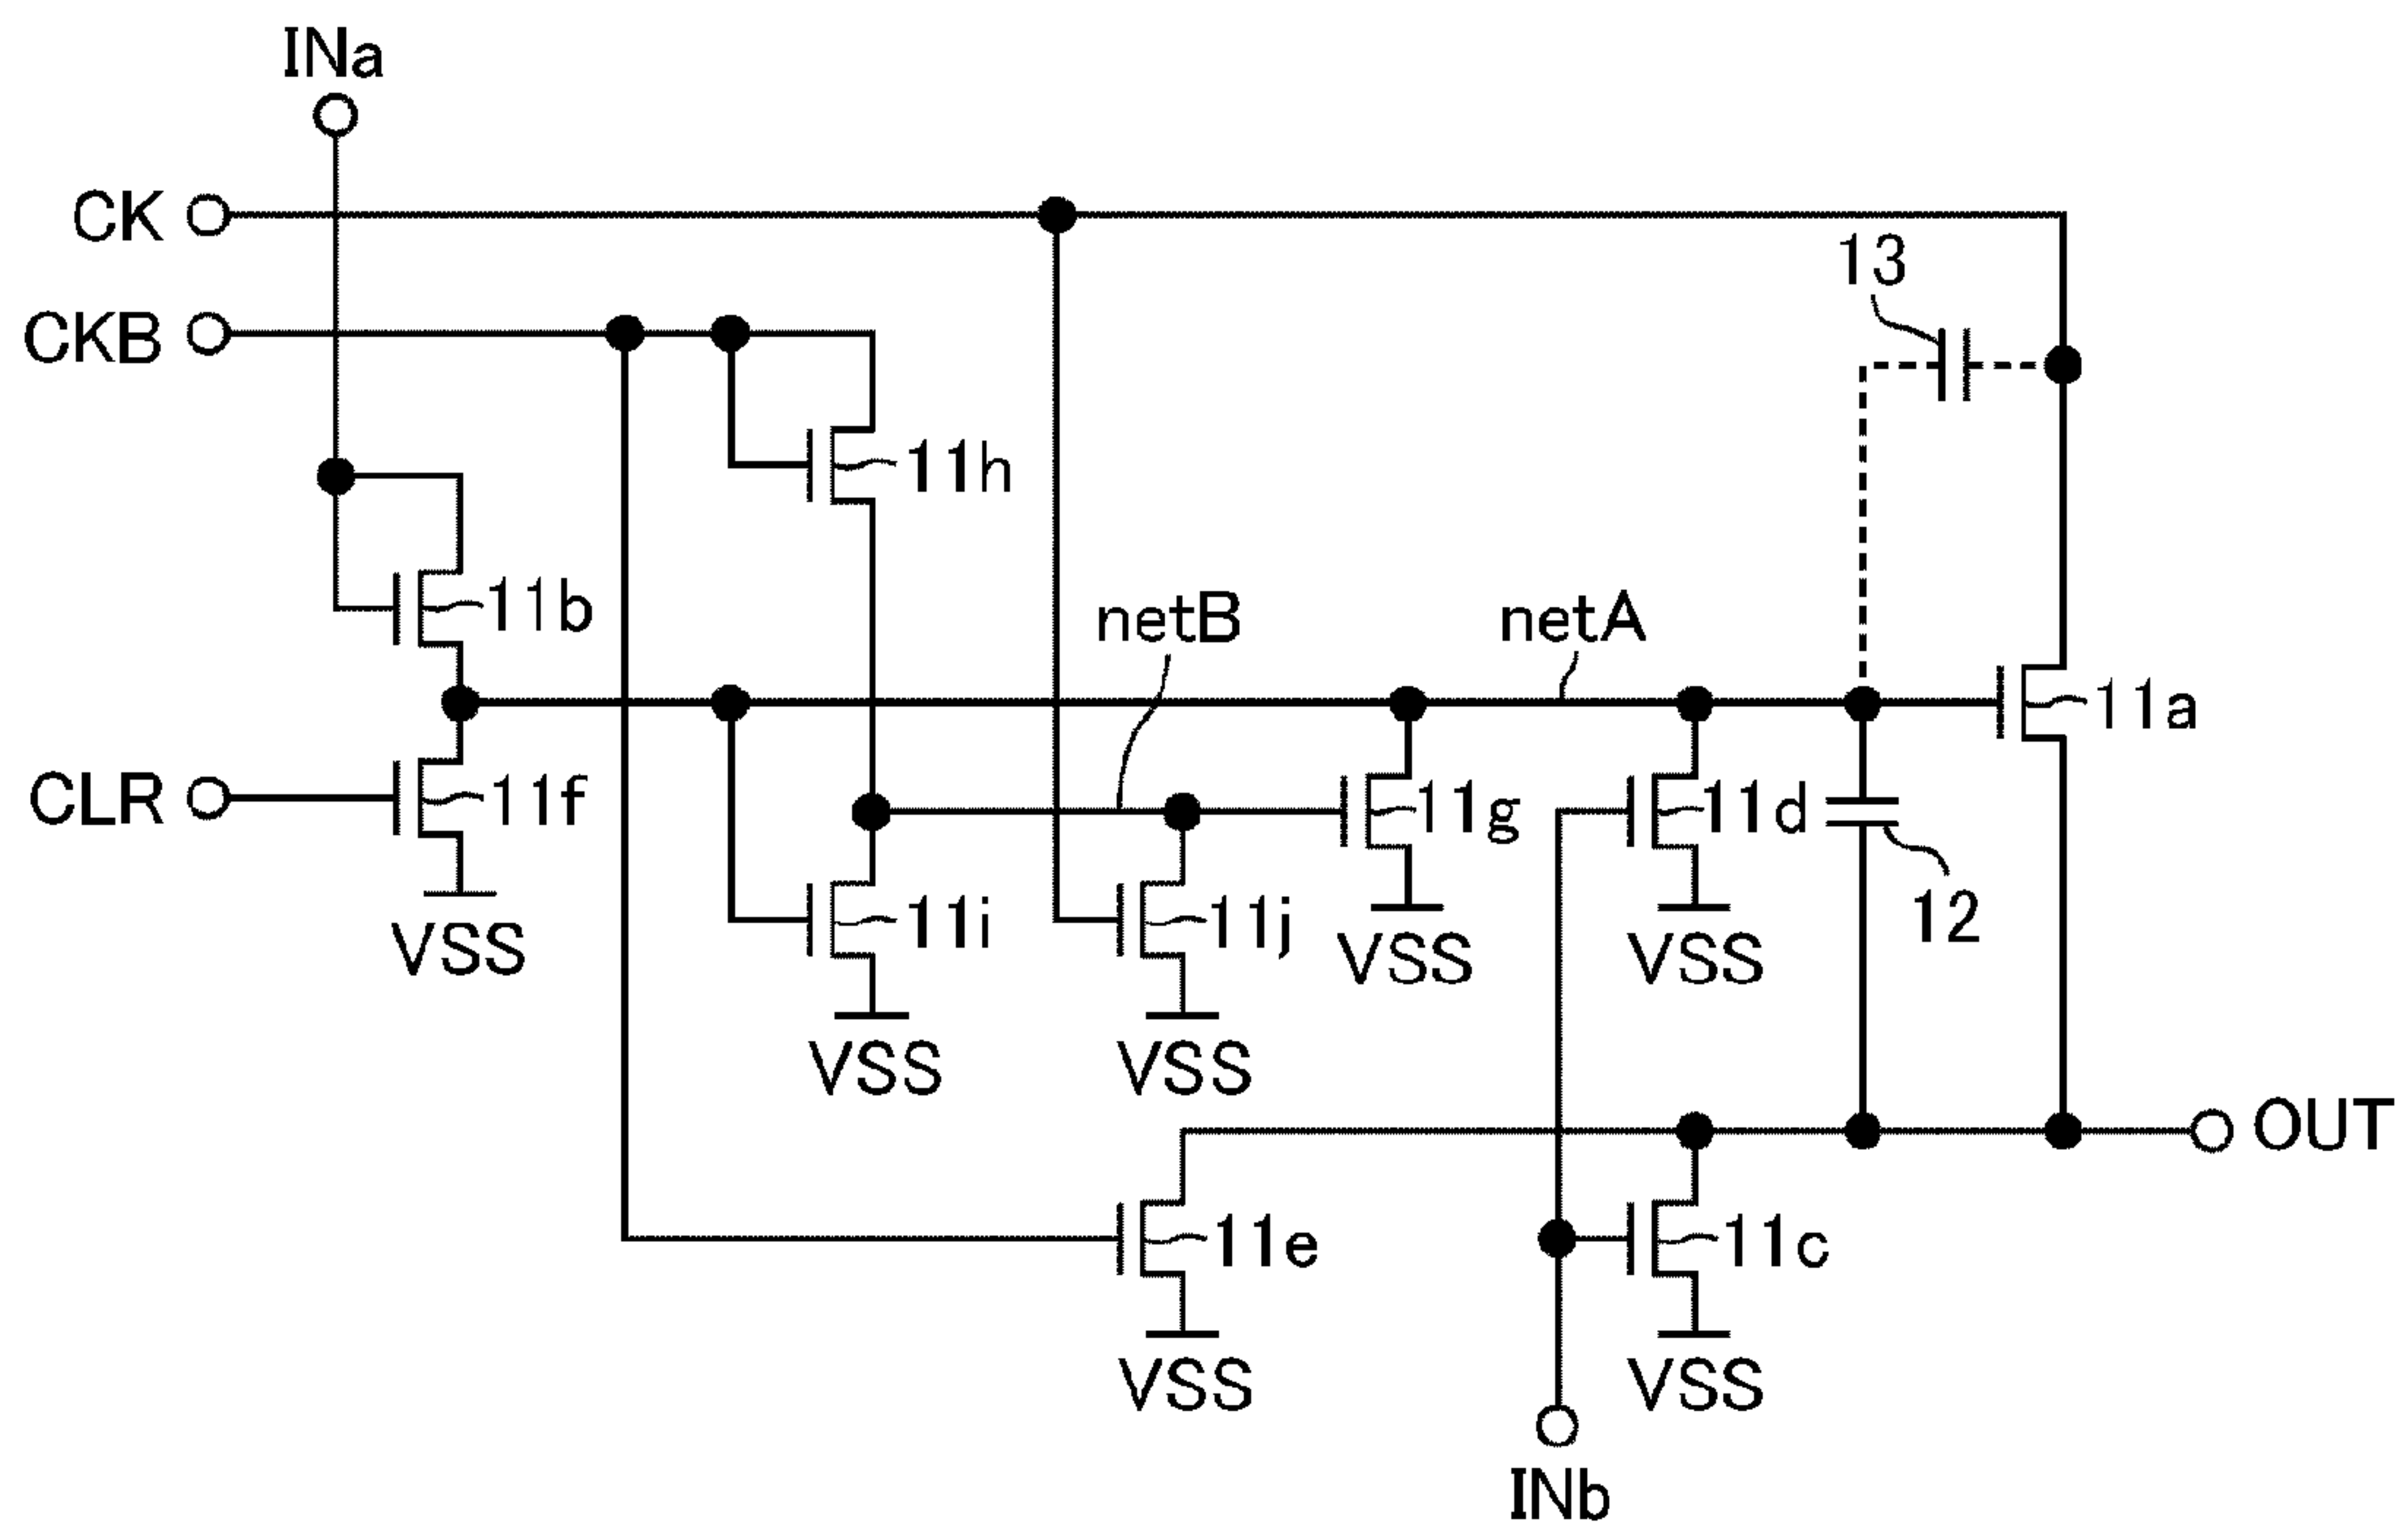 INa
CK
13
CKB
11h
11b
netB
netA
11a
CLR
11f
11g
11d
11i
11j
12
VSS
VSS
VSS
VSS
VSS
OUT
11e
11c
VSS
VSS
INb